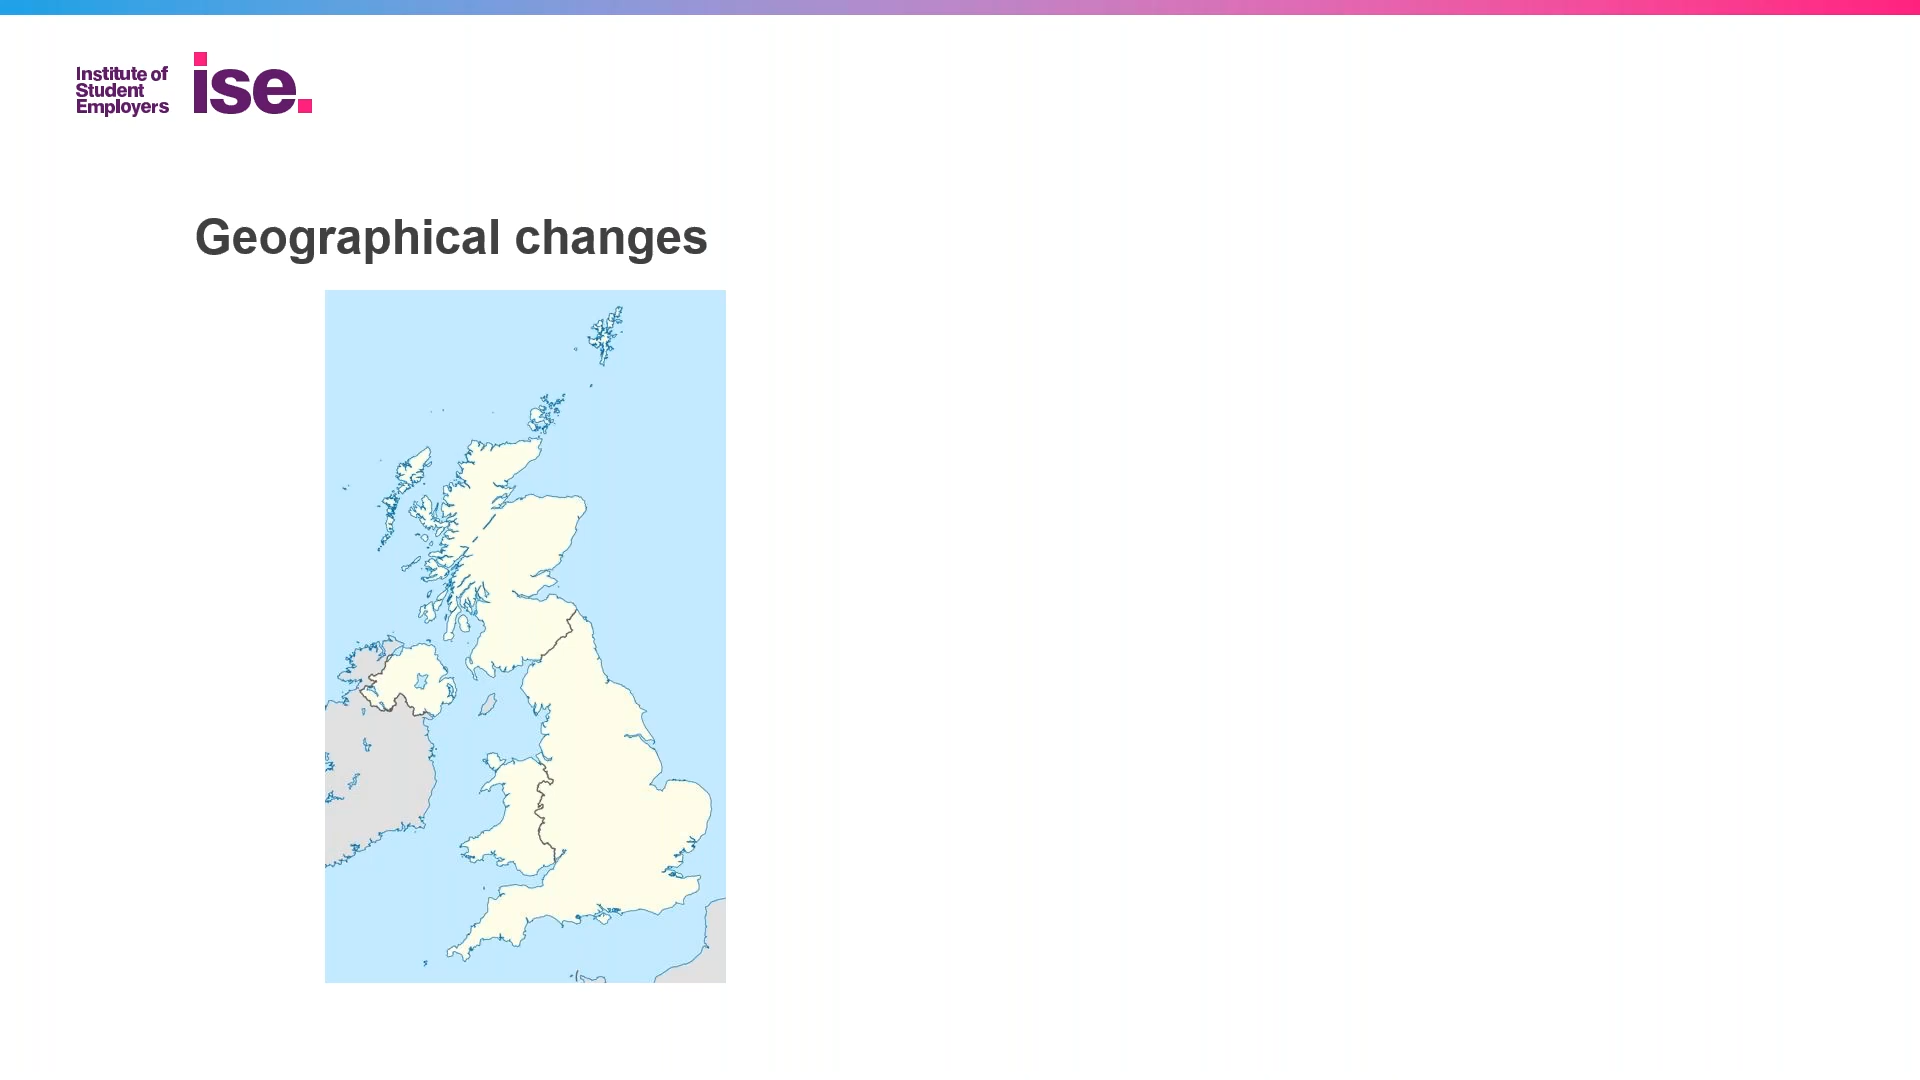 Institute of
Student
Employers
ise.
Geographical changes